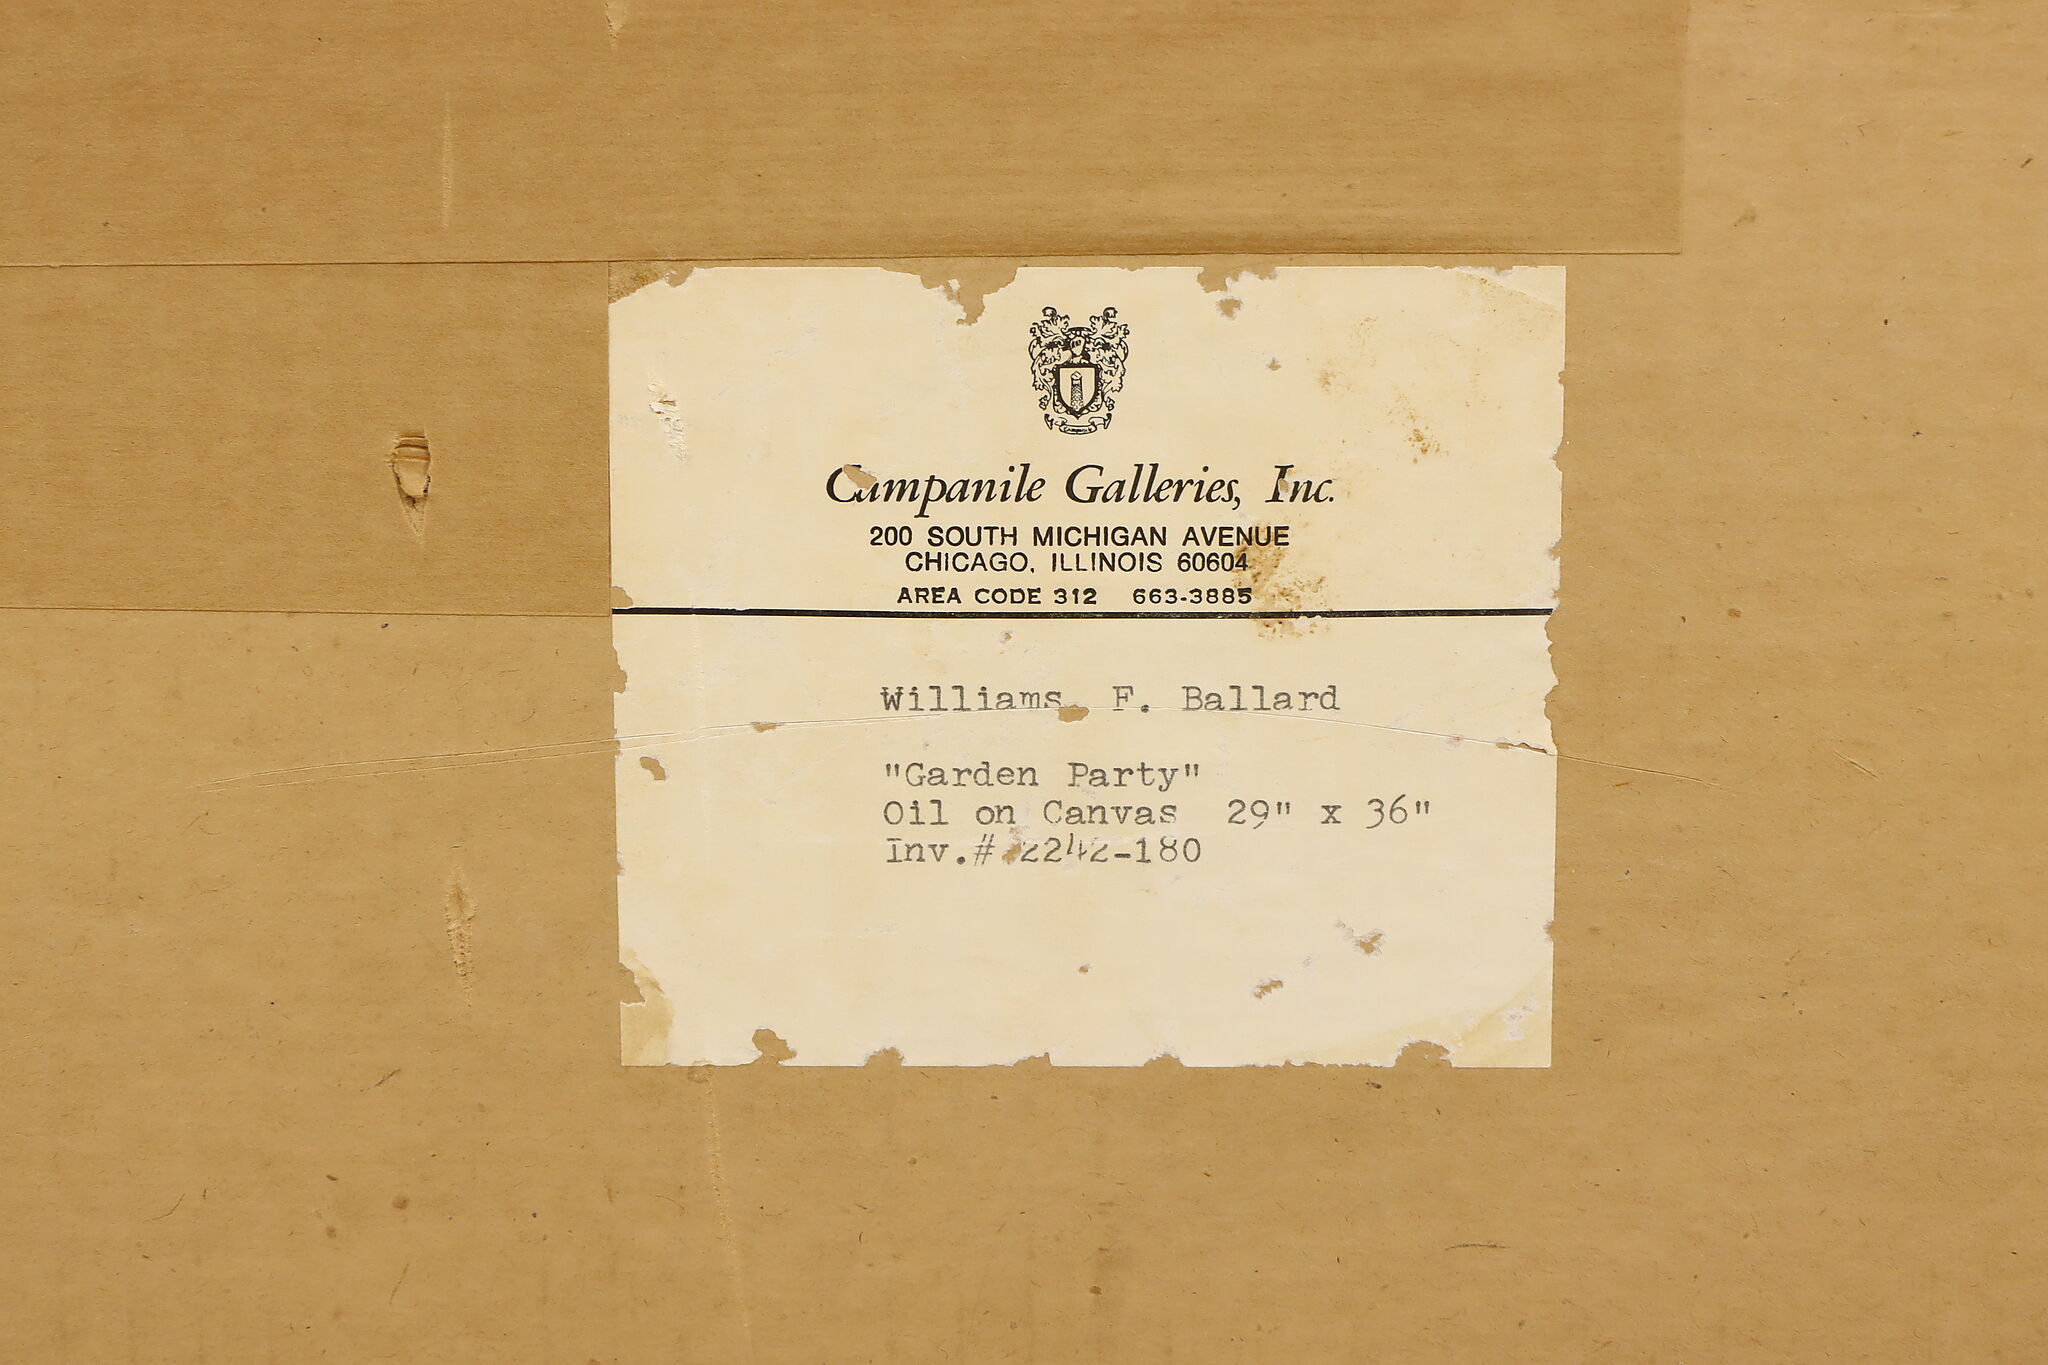 Campanile Galleries, Inc.
200 SOUTH MICHIGAN AVENUE
CHICAGO, ILLINOIS 60604
AREA CODE 312 663-3885
Williams F. Ballard
"Garden Party"
Oil on Canvas 29" x 36"
Inv.# 2242-180